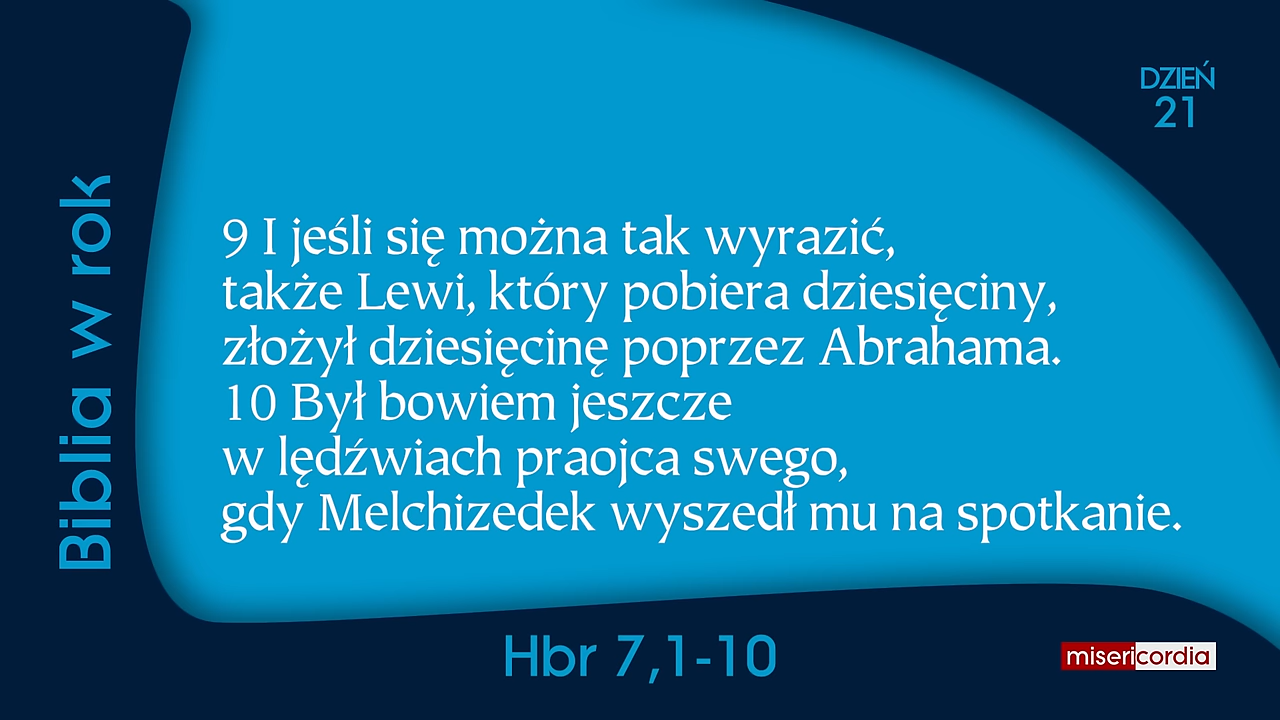 DZIEŃ
21
Biblia w rok
9 I jeśli się można tak wyrazić,
także Lewi, który pobiera dziesięciny,
złożył dziesięcinę poprzez Abrahama.
10 Był bowiem jeszcze
w lędźwiach praojca swego,
gdy Melchizedek wyszedł mu na spotkanie.
Hbr 7,1-10
misericordia